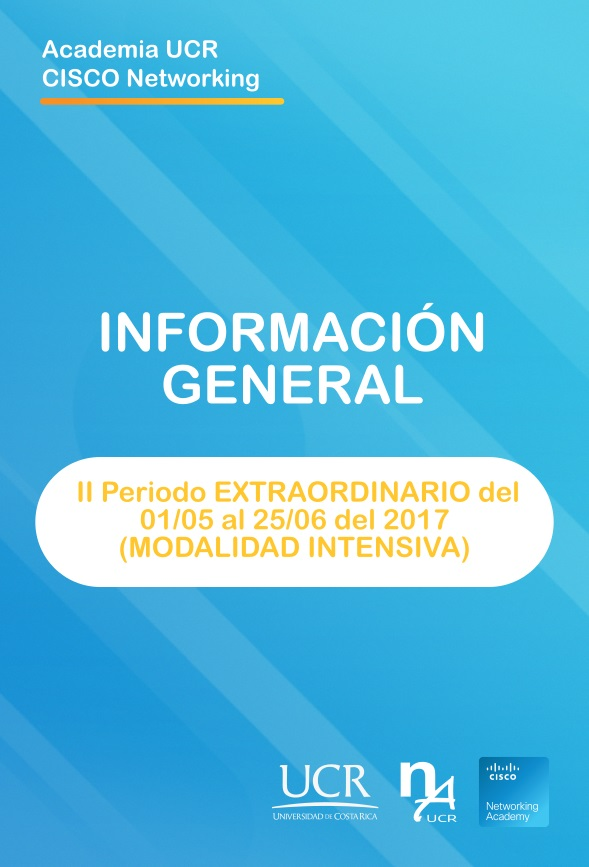 Academia UCR
CISCO Networking
INFORMACIÓN
GENERAL
II Periodo EXTRAORDINARIO del
01/05 al 25/06 del 2017
(MODALIDAD INTENSIVA)
UCR
UNIVERSIDAD DE COSTA RICA
nA
UCR
CISCO
Networking
Academy